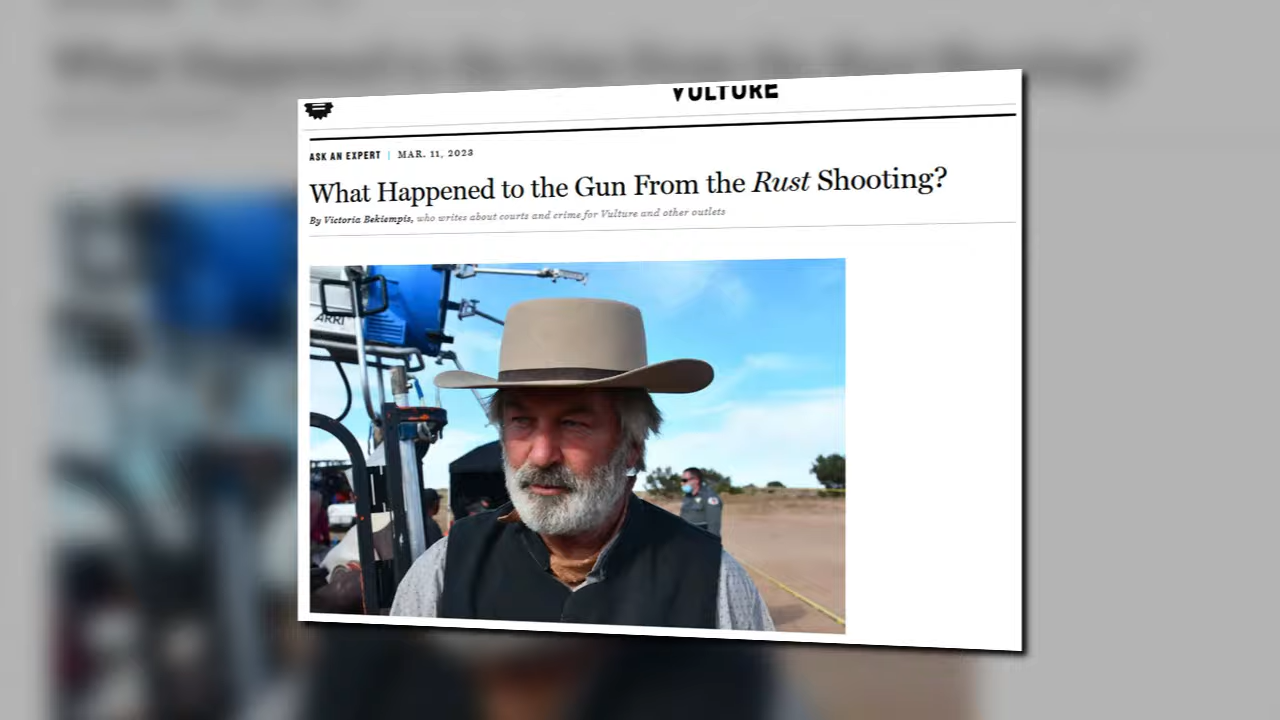 VULTURE
ASK AN EXPERT | MAR. 11, 2023
What Happened to the Gun From the Rust Shooting?
By Victoria Bekiempis, who writes about courts and crime for Vulture and other outlets
ARRI